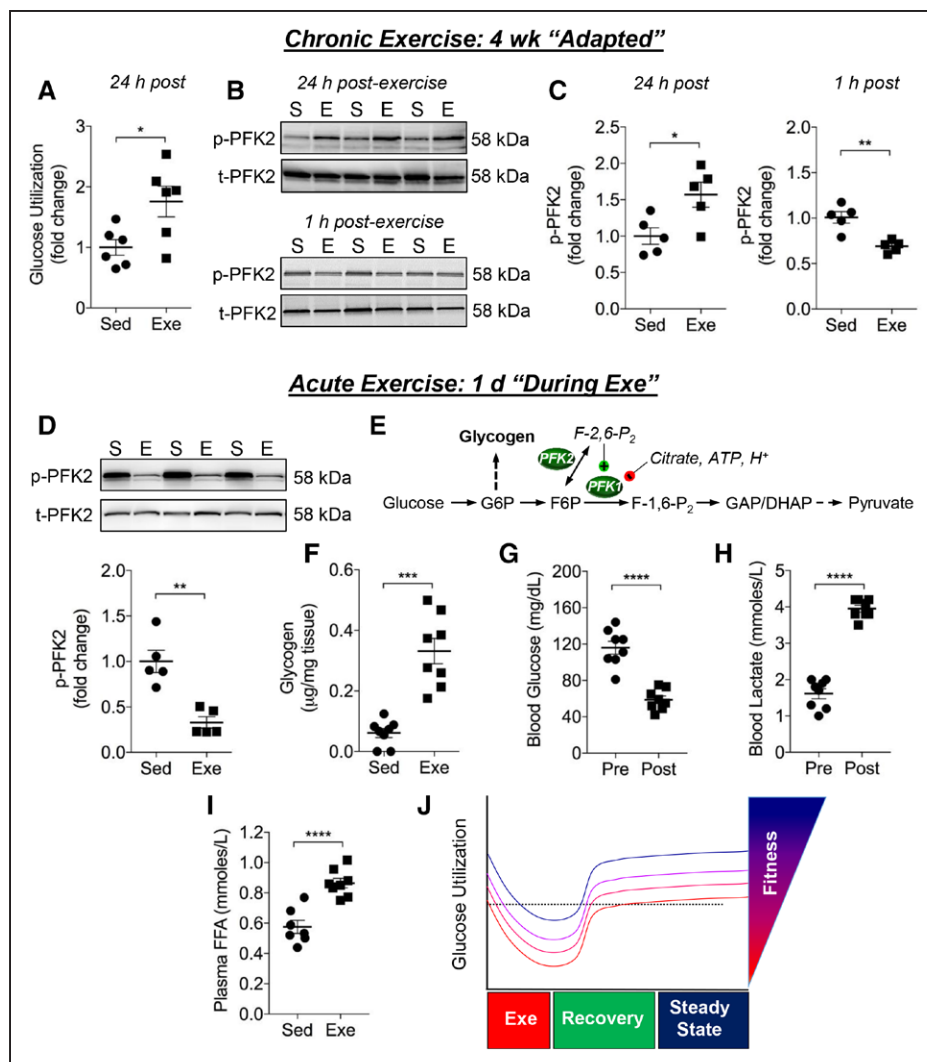 Chronic Exercise: 4 wk “Adapted”
A
24 h post
Glucose Utilization
(fold change)
3
2
1
0
*
Sed
Exe
B
24 h post-exercise
S E S E S E
p-PFK2
58 kDa
t-PFK2
58 kDa
1 h post-exercise
p-PFK2
58 kDa
t-PFK2
58 kDa
C
24 h post
p-PFK2
(fold change)
2.5
2.0
1.5
1.0
0.5
0.0
*
Sed
Exe
1 h post
p-PFK2
(fold change)
2.0
1.5
1.0
0.5
0.0
**
Sed
Exe
Acute Exercise: 1 d “During Exe”
D
S E S E S E
p-PFK2
58 kDa
t-PFK2
58 kDa
p-PFK2
(fold change)
2.0
1.5
1.0
0.5
0.0
**
Sed
Exe
E
Glycogen
F-2,6-P2
PFK2
+
Citrate, ATP, H+
PFK1
Glucose
G6P
F6P
F-1,6-P2
GAP/DHAP
Pyruvate
F
Glycogen
(µg/mg tissue)
0.6
0.4
0.2
0.0
***
Sed
Exe
G
Blood Glucose (mg/dL)
200
160
120
80
40
0
****
Pre
Post
H
Blood Lactate (mmoles/L)
5
4
3
2
1
0
****
Pre
Post
I
Plasma FFA (mmoles/L)
1.2
1.0
0.8
0.6
0.4
0.2
0.0
****
Sed
Exe
J
Glucose Utilization
Fitness
Exe
Recovery
Steady
State